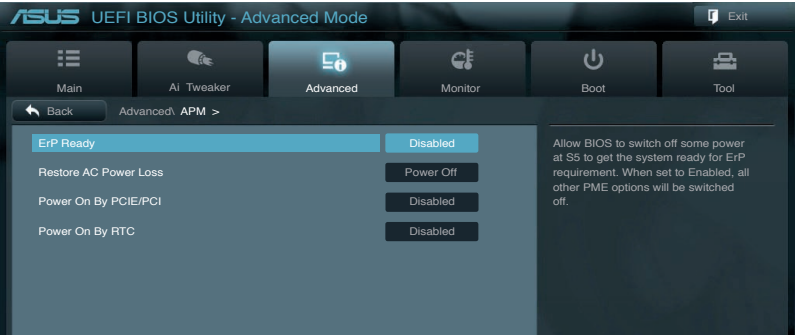 ASUS UEFI BIOS Utility - Advanced Mode
Exit
Main
Ai Tweaker
Advanced
Monitor
Boot
Tool
Back
Advanced\ APM >
ErP Ready Disabled
Restore AC Power Loss Power Off
Power On By PCIE/PCI Disabled
Power On By RTC Disabled
Allow BIOS to switch off some power
at S5 to get the system ready for ErP
requirement. When set to Enabled, all
other PME options will be switched
off.